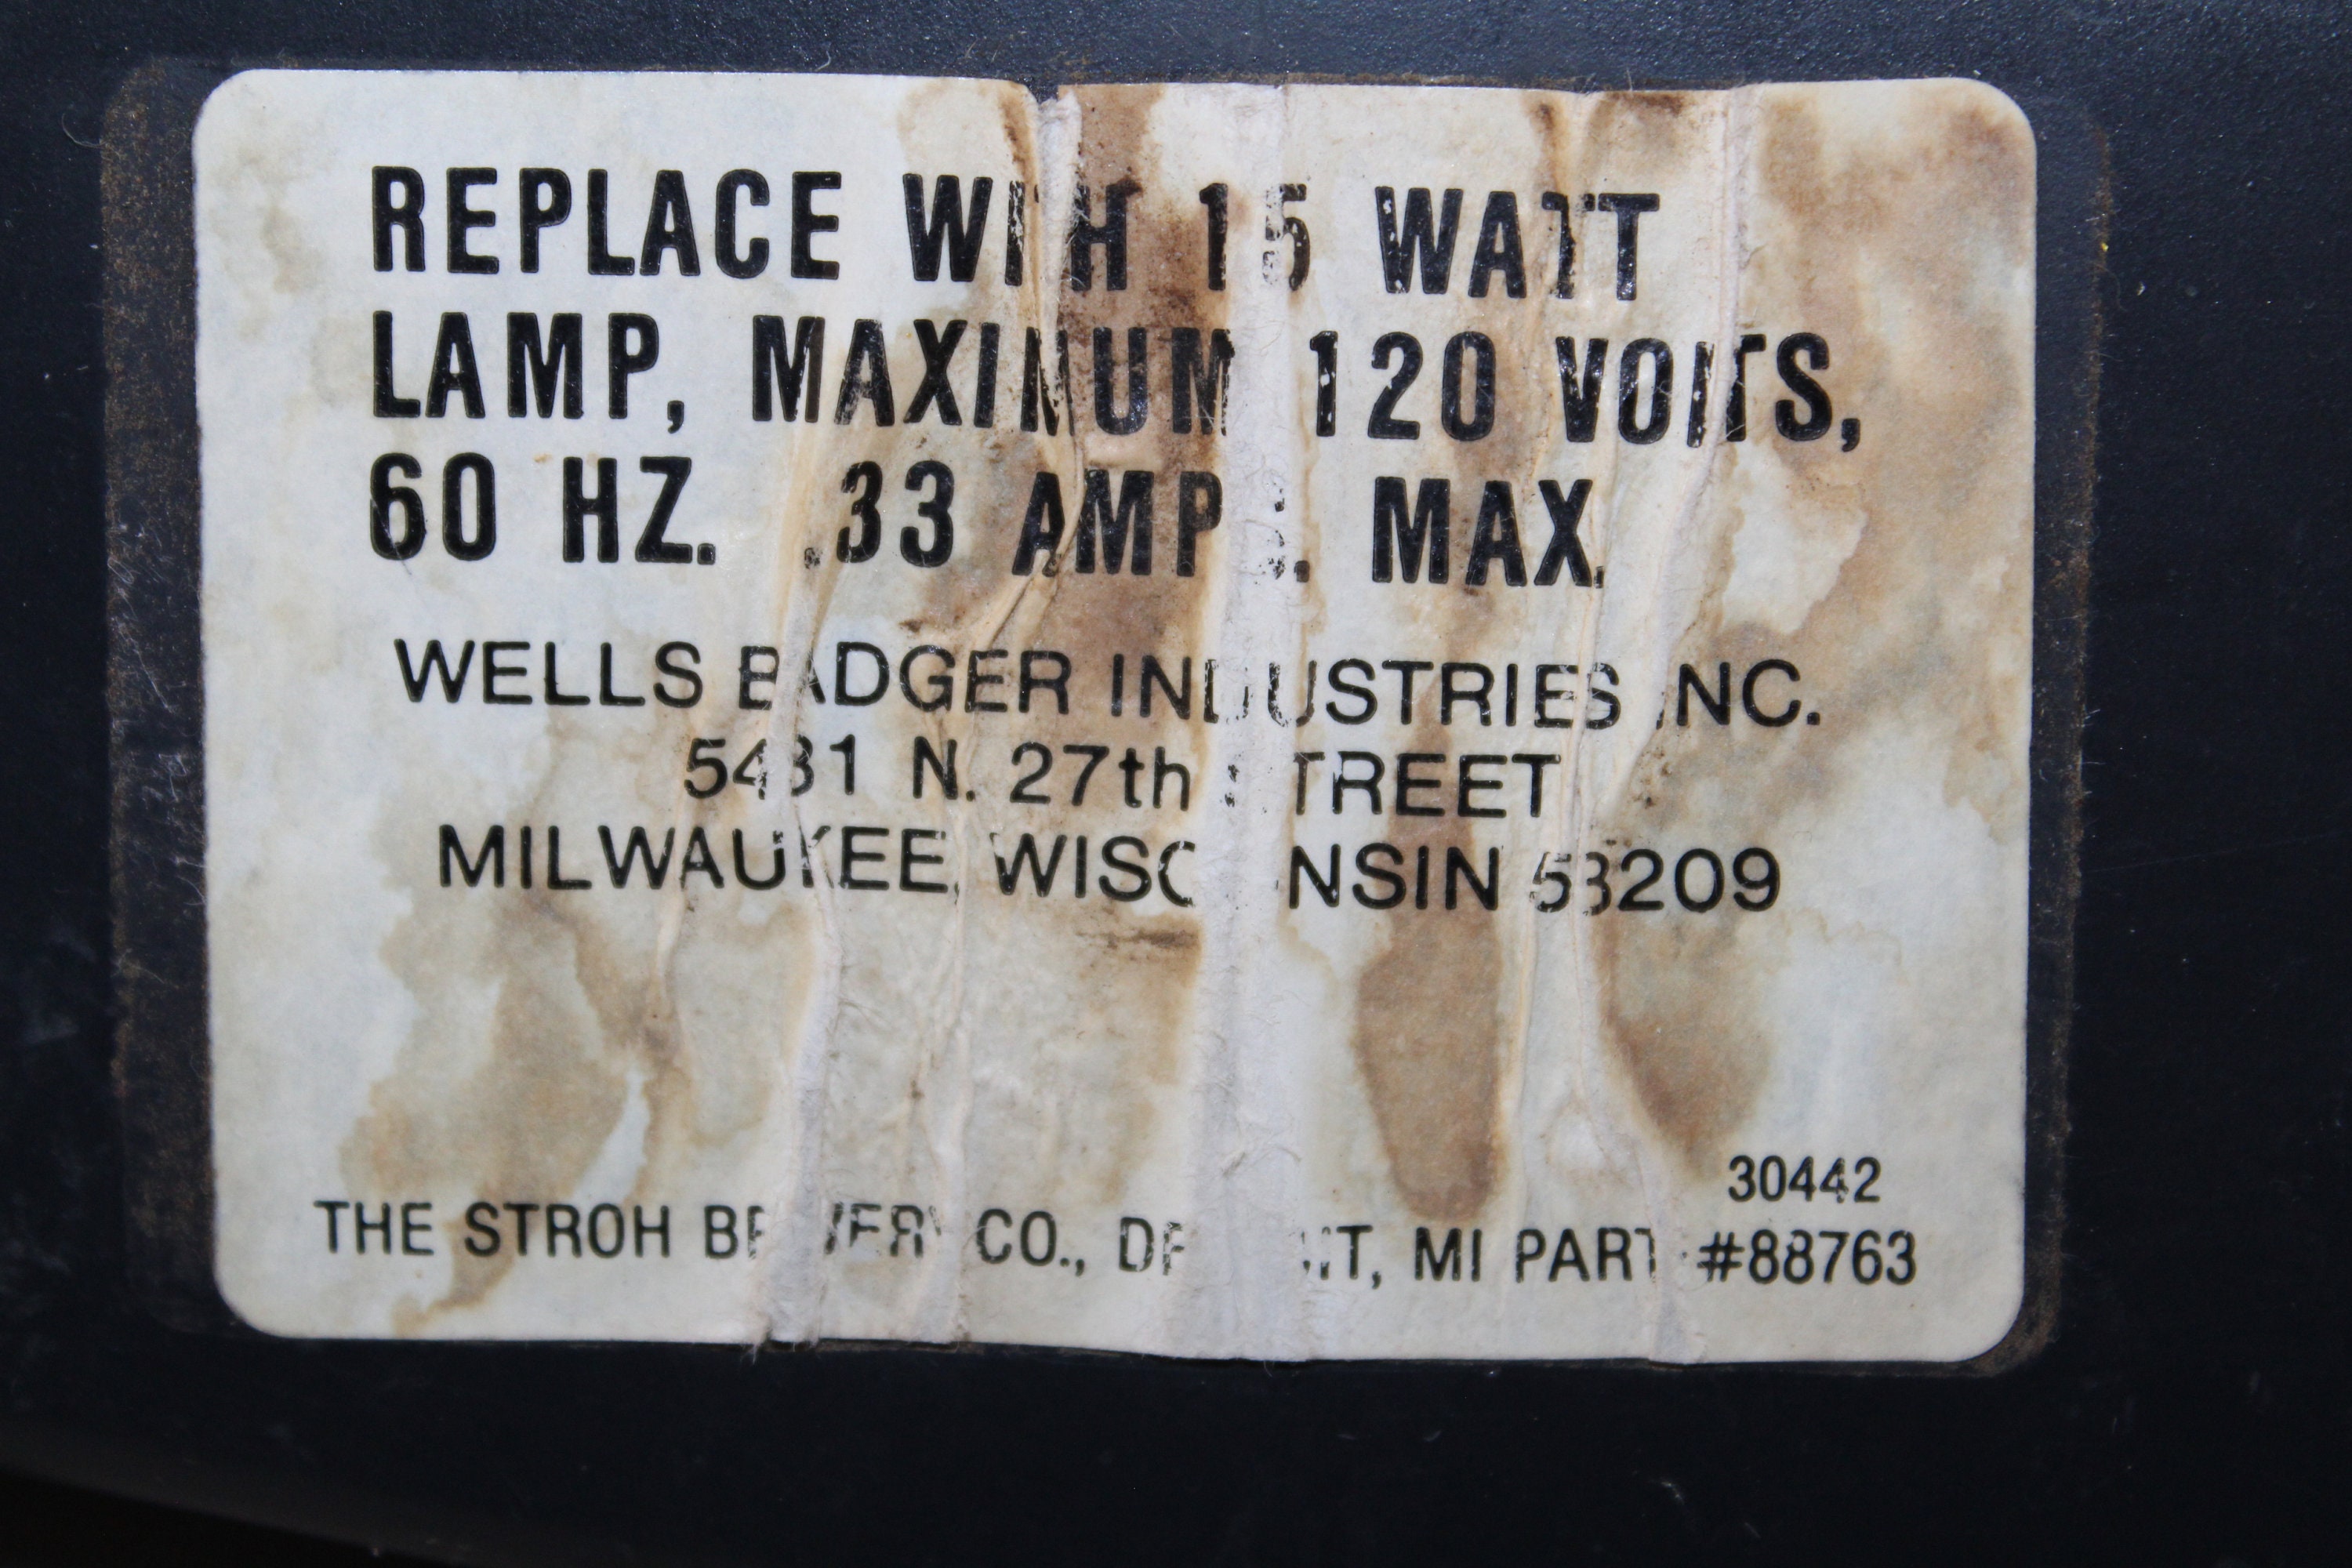 REPLACE WITH 15 WATT
LAMP, MAXIMUM 120 VOLTS,
60 HZ. .33 AMPS. MAX.
WELLS BADGER INDUSTRIES INC.
5431 N. 27th STREET
MILWAUKEE, WISCONSIN 53209
30442
THE STROH BREWERY CO., DETROIT, MI PART #88763